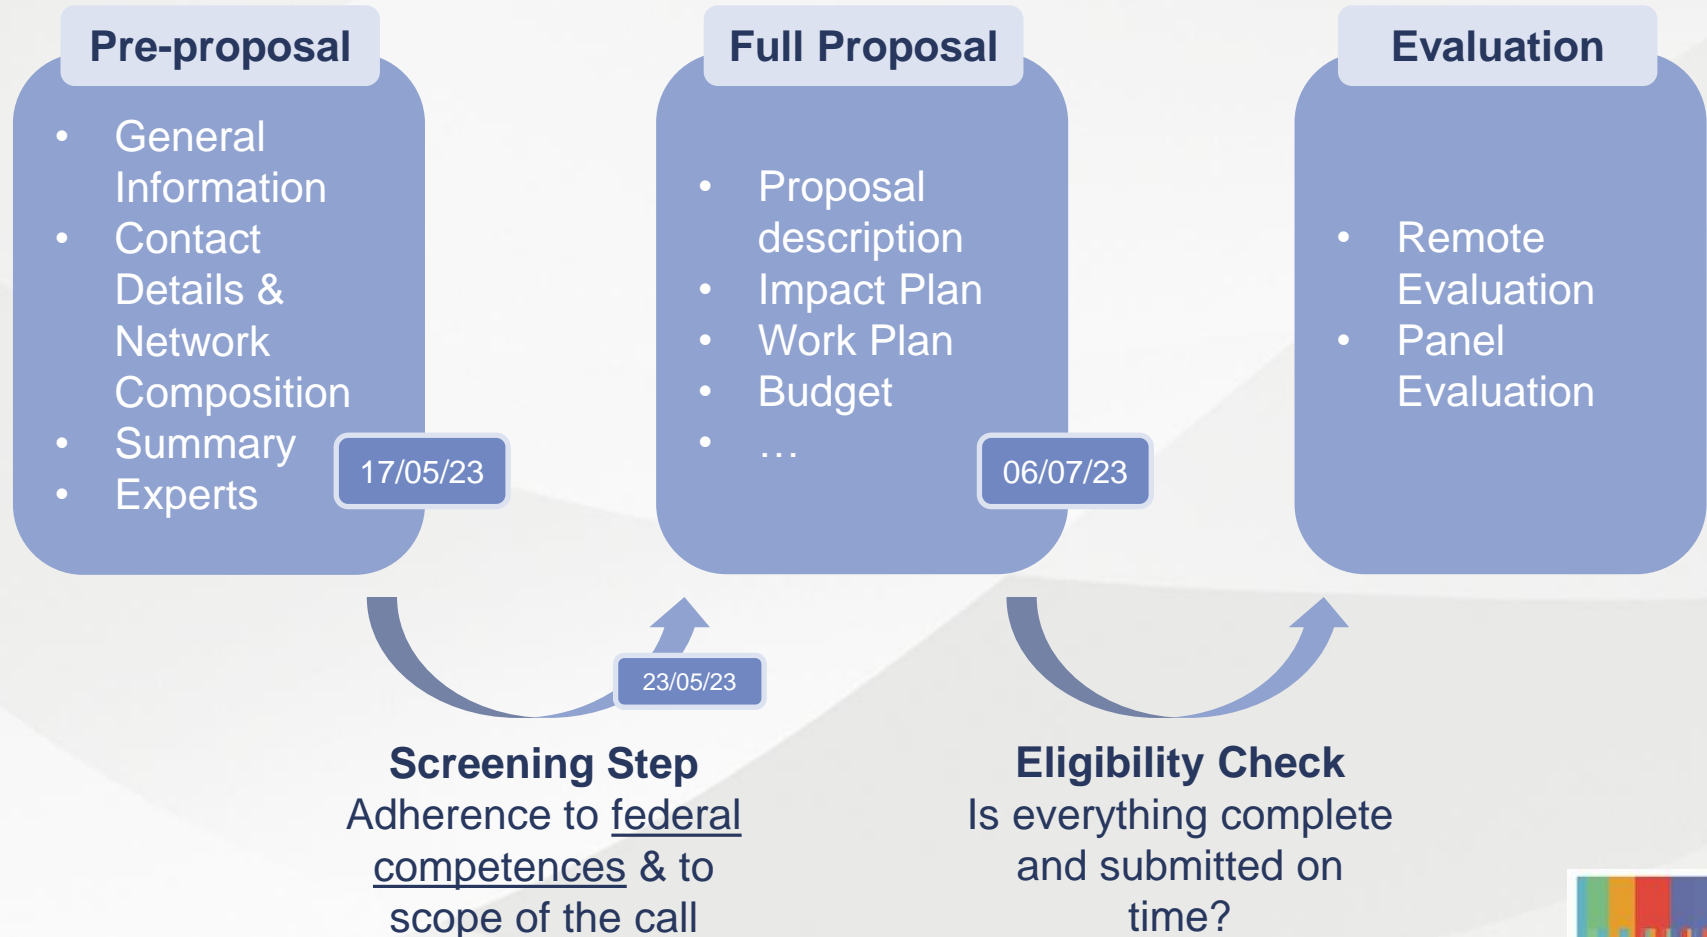 Pre-proposal
• General
Information
• Contact
Details &
Network
Composition
• Summary
• Experts
17/05/23
Full Proposal
• Proposal
description
• Impact Plan
• Work Plan
• Budget
• …
06/07/23
Evaluation
• Remote
Evaluation
• Panel
Evaluation
23/05/23
Screening Step
Adherence to federal
competences & to
scope of the call
Eligibility Check
Is everything complete
and submitted on
time?